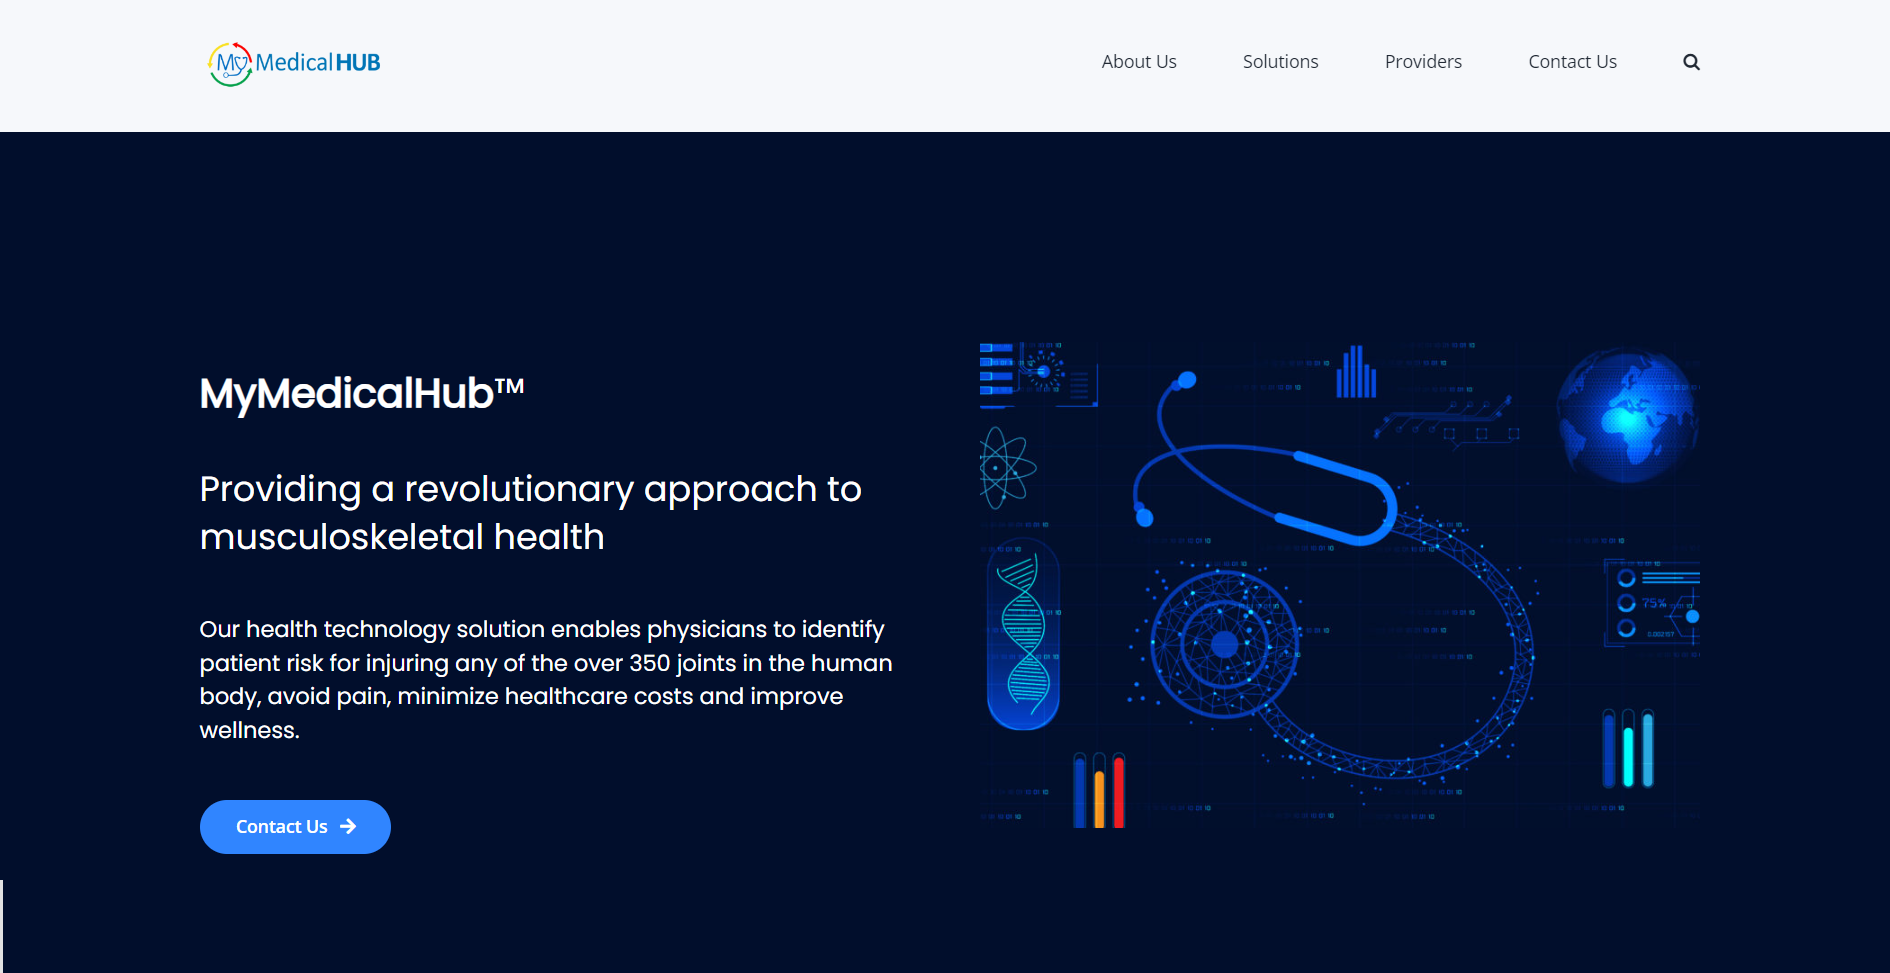 My Medical HUB
About Us
Solutions
Providers
Contact Us
MyMedicalHub™
Providing a revolutionary approach to
musculoskeletal health
Our health technology solution enables physicians to identify
patient risk for injuring any of the over 350 joints in the human
body, avoid pain, minimize healthcare costs and improve
wellness.
Contact Us
75%